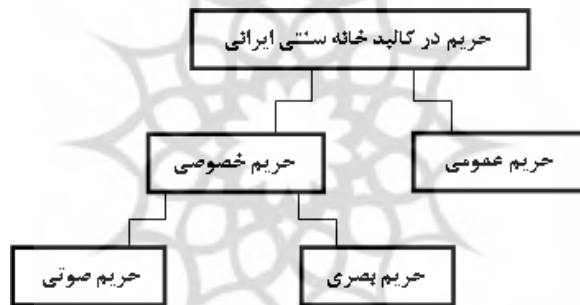 حریم در کالبد خانه سنتی ایرانی
حریم عمومی
حریم خصوصی
حریم بصری
حریم صوتی